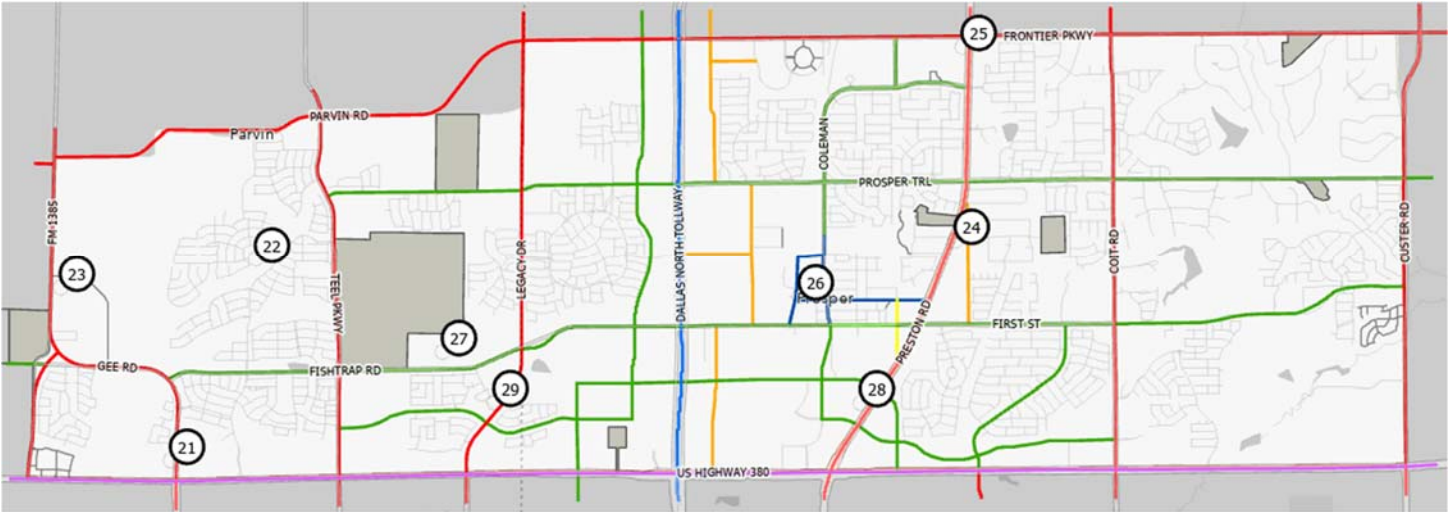 25
FRONTIER PKWY
PARVIN RD
Parvin
COLEMAN
PROSPER TRL
FM 1385
22
24
23
TEEL PKWY
LEGACY DR
DALLAS NORTH TOLLWAY
COIT RD
CUSTER RD
26
Prosper
27
PRESTON RD
FIRST ST
GEE RD
FISHTRAP RD
29
28
21
US HIGHWAY 380